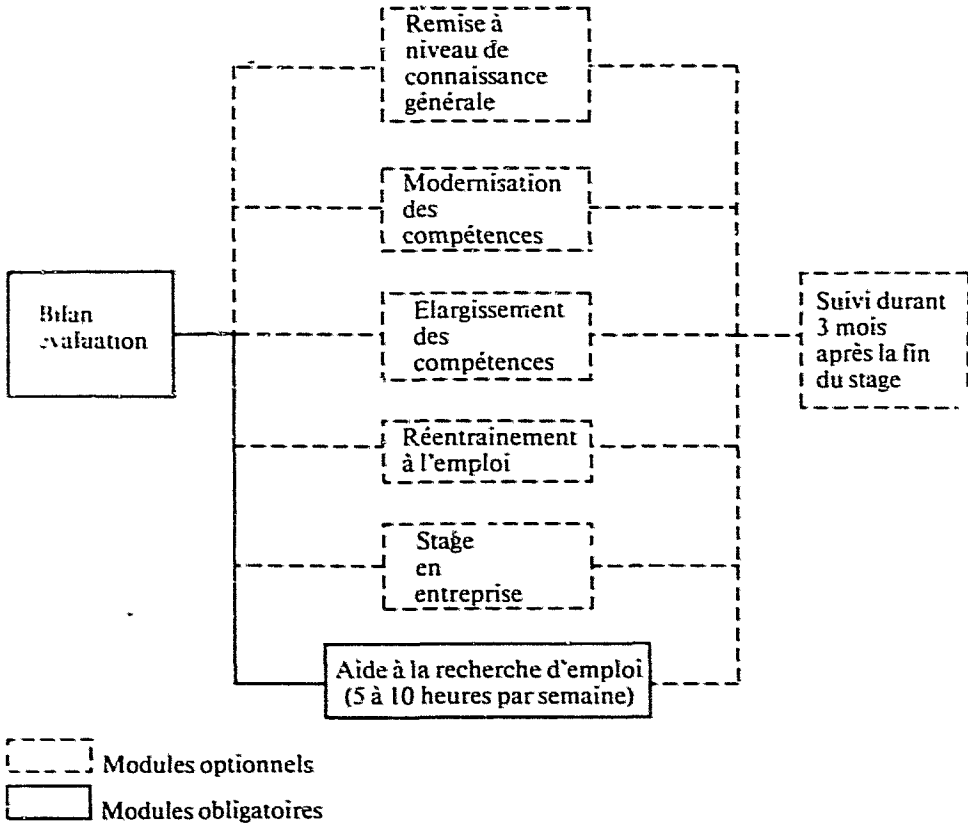 Remise à
niveau de
connaissance
générale
Modernisation
des
compétences
Bilan
évaluation
Elargissement
des
compétences
Suivi durant
3 mois
après la fin
du stage
Réentrainement
à l'emploi
Stage
en
entreprise
Aide à la recherche d'emploi
(5 à 10 heures par semaine)
Modules optionnels
Modules obligatoires